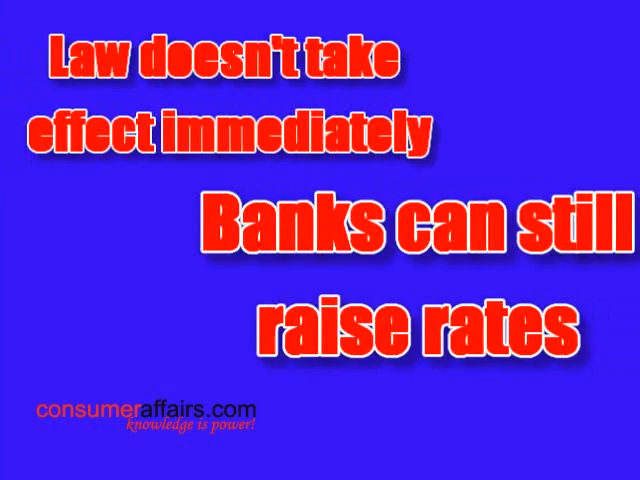 Law doesn't take
effect immediately
Banks can still
raise rates
consumeraffairs.com
knowledge is power!